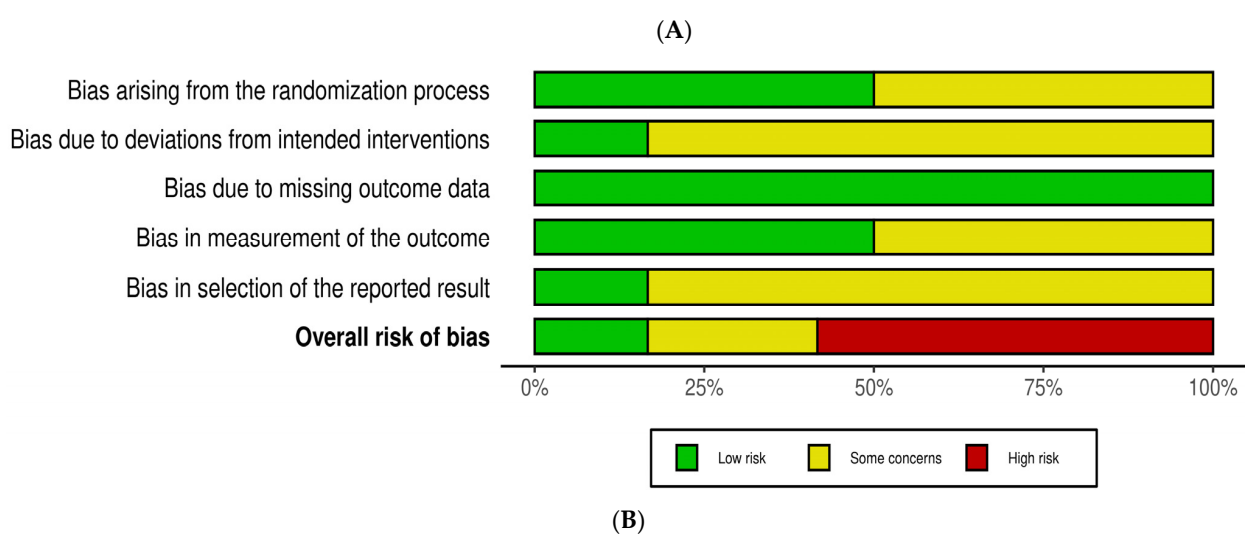 (A)
Bias arising from the randomization process
Bias due to deviations from intended interventions
Bias due to missing outcome data
Bias in measurement of the outcome
Bias in selection of the reported result
Overall risk of bias
0% 25% 50% 75% 100%
Low risk Some concerns High risk
(B)